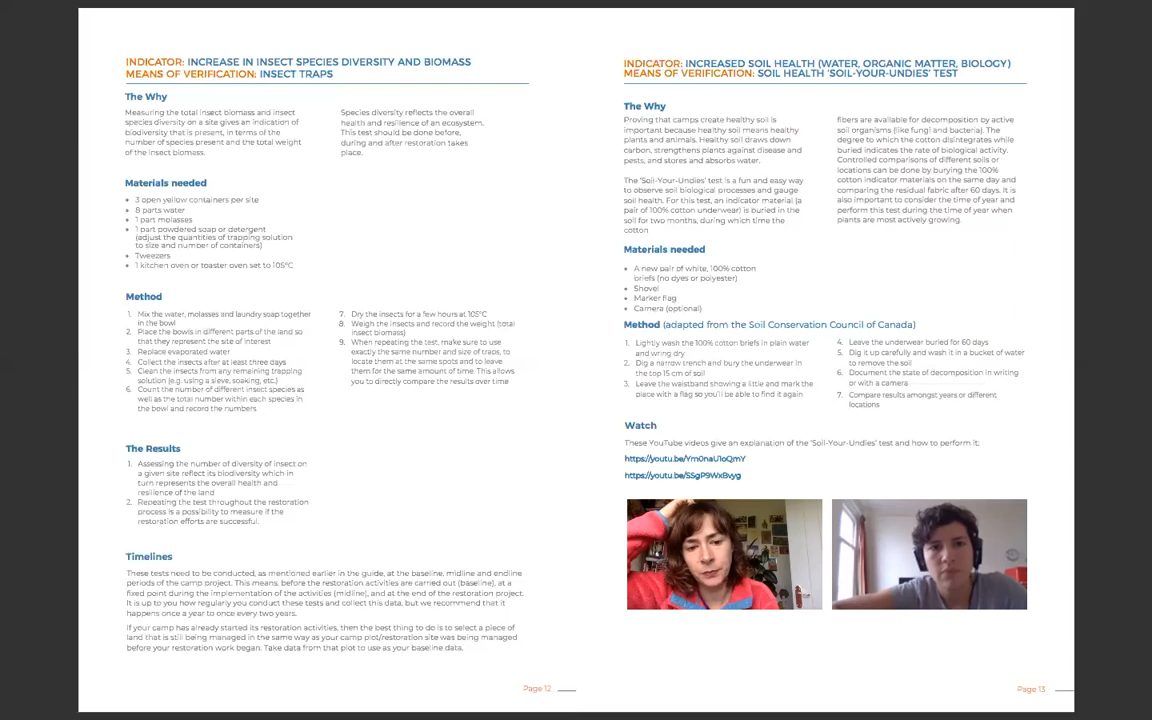 INDICATOR: INCREASE IN INSECT SPECIES DIVERSITY AND BIOMASS
MEANS OF VERIFICATION: INSECT TRAPS
The Why
Measuring the total insect biomass and insect
species diversity on a site gives an indication of
biodiversity that is present, in terms of the
number of species present and the total weight
of the insect biomass.
Species diversity reflects the overall
health and resilience of an ecosystem.
This test should be done before,
during and after restoration takes
place.
Materials needed
• 3 open yellow containers per site
• 8 parts water
• 1 part molasses
• 1 part powdered soap or detergent
(adjust the quantities of trapping solution
to size and number of containers)
• Tweezers
• 1 kitchen oven or toaster oven set to 105°C
Method
1. Mix the water, molasses and laundry soap together
in the bowl
2. Place the bowls in different parts of the land so
that they represent the site of interest
3. Replace evaporated water
4. Collect the insects after at least three days
5. Clean the insects from any remaining trapping
solution (e.g. using a sieve, soaking, etc.)
6. Count the number of different insect species as
well as the total number within each species in
the bowl and record the numbers
7. Dry the insects for a few hours at 105°C
8. Weigh the insects and record the weight (total
insect biomass)
9. When repeating the test, make sure to use
exactly the same number and size of traps, to
locate them at the same spots and to leave
them for the same amount of time. This allows
you to directly compare the results over time
The Results
1. Assessing the number of diversity of insect on
a given site reflect its biodiversity which in
turn represents the overall health and
resilience of the land
2. Repeating the test throughout the restoration
process is a possibility to measure if the
restoration efforts are successful.
Timelines
These tests need to be conducted, as mentioned earlier in the guide, at the baseline, midline and endline
periods of the camp project. This means: before the restoration activities are carried out (baseline), at a
fixed point during the implementation of the activities (midline), and at the end of the restoration project.
It is up to you how regularly you conduct these tests and collect this data, but we recommend that it
happens once a year to once every two years.
If your camp has already started its restoration activities, then the best thing to do is to select a piece of
land that is still being managed in the same way as your camp plot/restoration site was being managed
before your restoration work began. Take data from that plot to use as your baseline data.
Page 12
INDICATOR: INCREASED SOIL HEALTH (WATER, ORGANIC MATTER, BIOLOGY)
MEANS OF VERIFICATION: SOIL HEALTH 'SOIL-YOUR-UNDIES' TEST
The Why
Proving that camps create healthy soil is
important because healthy soil means healthy
plants and animals. Healthy soil draws down
carbon, strengthens plants against disease and
pests, and stores and absorbs water.
The 'Soil-Your-Undies' test is a fun and easy way
to observe soil biological processes and gauge
soil health. For this test, an indicator material (a
pair of 100% cotton underwear) is buried in the
soil for two months, during which time the
cotton
fibers are available for decomposition by active
soil organisms (like fungi and bacteria). The
degree to which the cotton disintegrates while
buried indicates the rate of biological activity.
Controlled comparisons of different soils or
locations can be done by burying the 100%
cotton indicator materials on the same day and
comparing the residual fabric after 60 days. It is
also important to consider the time of year and
perform this test during the time of year when
plants are most actively growing.
Materials needed
• A new pair of white, 100% cotton
briefs (no dyes or polyester)
• Shovel
• Marker flag
• Camera (optional)
Method (adapted from the Soil Conservation Council of Canada)
1. Lightly wash the 100% cotton briefs in plain water
and wring dry
2. Dig a narrow trench and bury the underwear in
the top 15 cm of soil
3. Leave the waistband showing a little and mark the
place with a flag so you'll be able to find it again
4. Leave the underwear buried for 60 days
5. Dig it up carefully and wash it in a bucket of water
to remove the soil
6. Document the state of decomposition in writing
or with a camera
7. Compare results amongst years or different
locations
Watch
These YouTube videos give an explanation of the 'Soil-Your-Undies' test and how to perform it:
https://youtu.be/Ym0naU1oQmY
https://youtu.be/SSgP9WxBvyg
Page 13